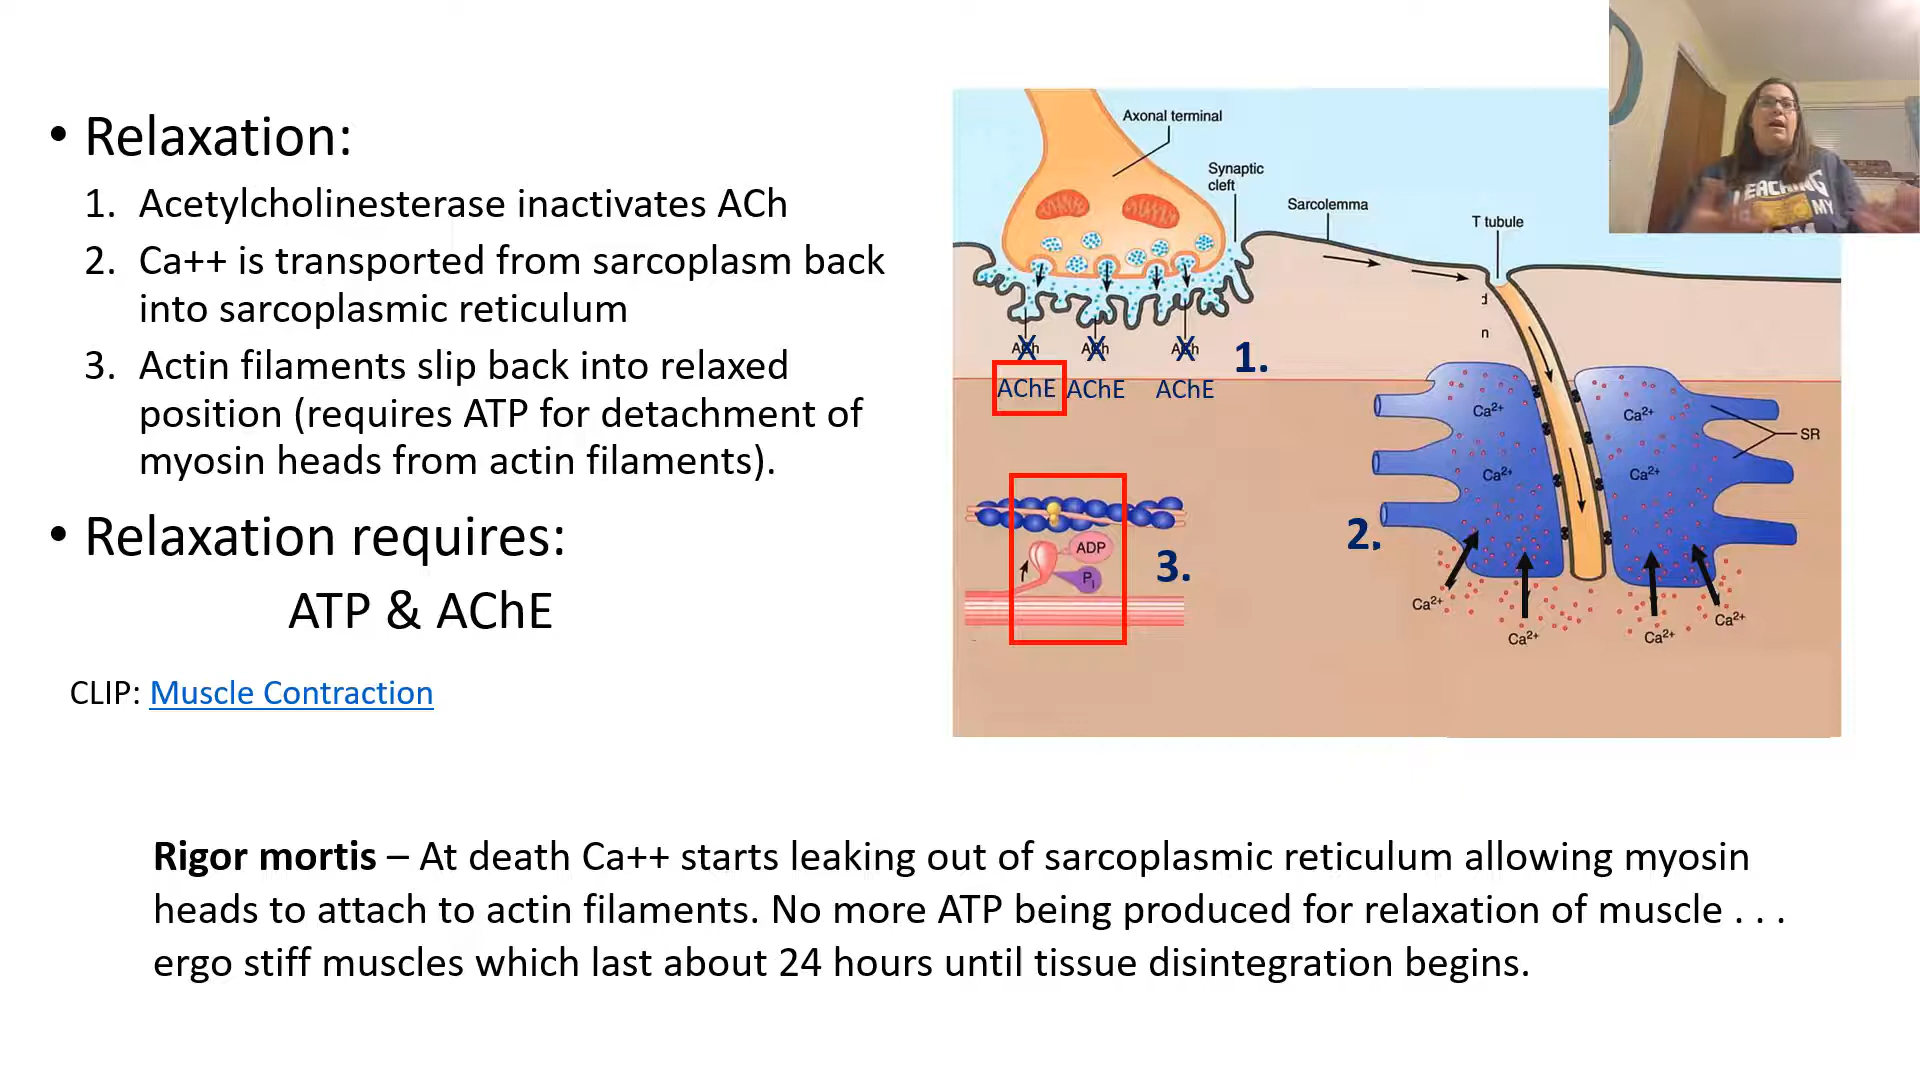 • Relaxation:
1. Acetylcholinesterase inactivates ACh
2. Ca++ is transported from sarcoplasm back
into sarcoplasmic reticulum
3. Actin filaments slip back into relaxed
position (requires ATP for detachment of
myosin heads from actin filaments).
• Relaxation requires:
ATP & AChE
CLIP: Muscle Contraction
Axonal terminal
Synaptic
cleft
Sarcolemma
T tubule
d
n
ACh ACh ACh
1.
AChE AChE AChE
Ca²⁺ Ca²⁺
SR
Ca²⁺ Ca²⁺
2.
ADP
Pi
3.
Ca²⁺ Ca²⁺ Ca²⁺ Ca²⁺
EACHING
MY
Rigor mortis – At death Ca++ starts leaking out of sarcoplasmic reticulum allowing myosin
heads to attach to actin filaments. No more ATP being produced for relaxation of muscle . . .
ergo stiff muscles which last about 24 hours until tissue disintegration begins.